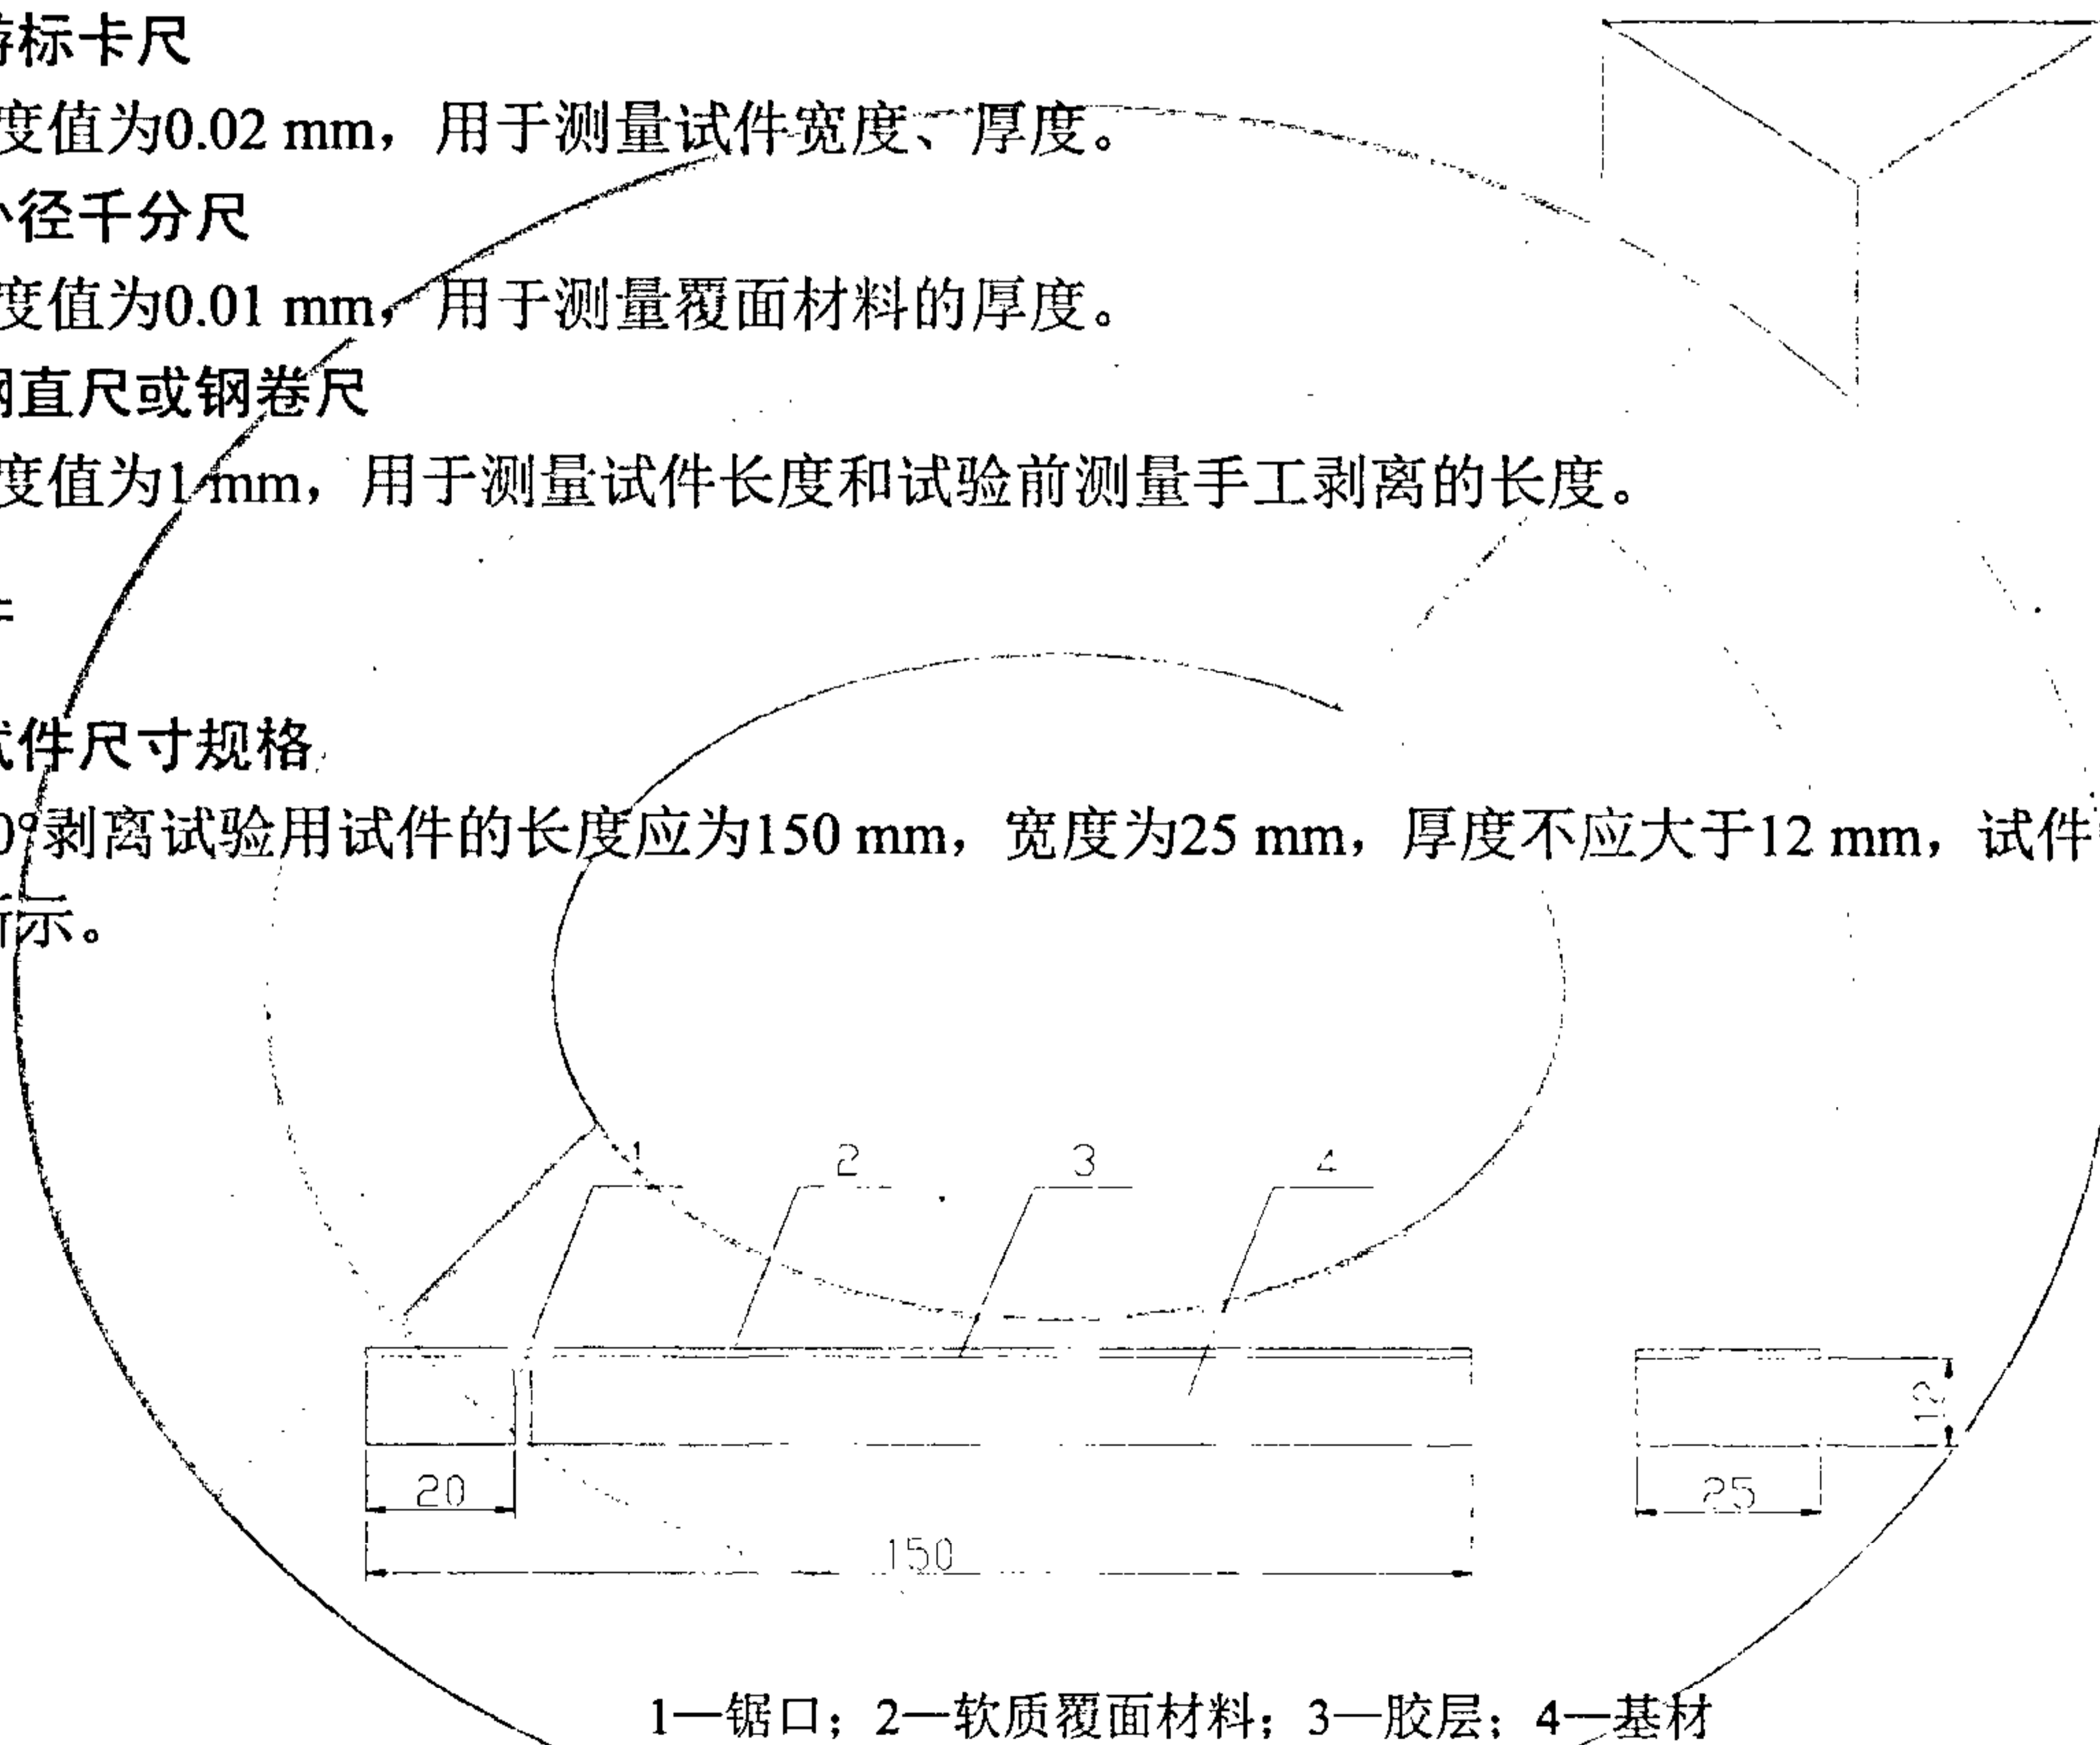 游标卡尺
度值为0.02 mm，用于测量试件宽度、厚度。
小径千分尺
度值为0.01 mm，用于测量覆面材料的厚度。
钢直尺或钢卷尺
度值为1 mm，用于测量试件长度和试验前测量手工剥离的长度。
试件尺寸规格
0°剥离试验用试件的长度应为150 mm，宽度为25 mm，厚度不应大于12 mm，试件
所示。
1 2 3 4
12
20 25
150
1—锯口；2—软质覆面材料；3—胶层；4—基材